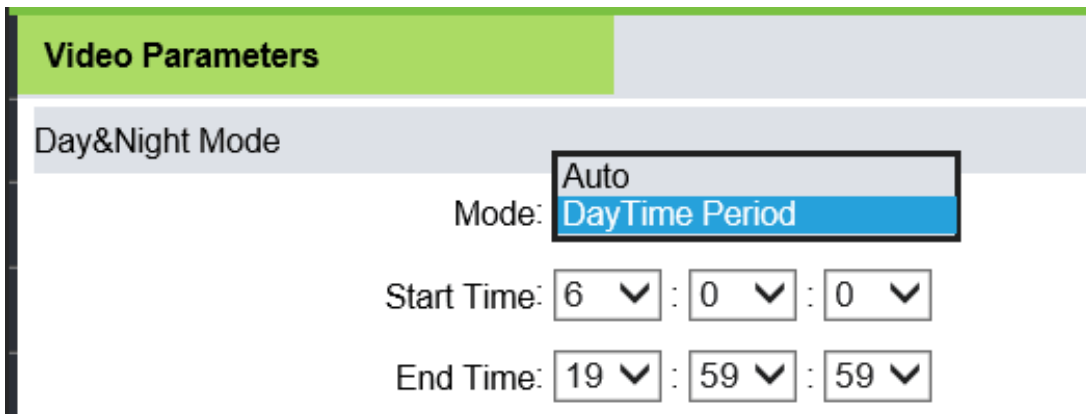 Video Parameters
Day&Night Mode
Auto
Mode: DayTime Period
Start Time: 6 : 0 : 0
End Time: 19 : 59 : 59